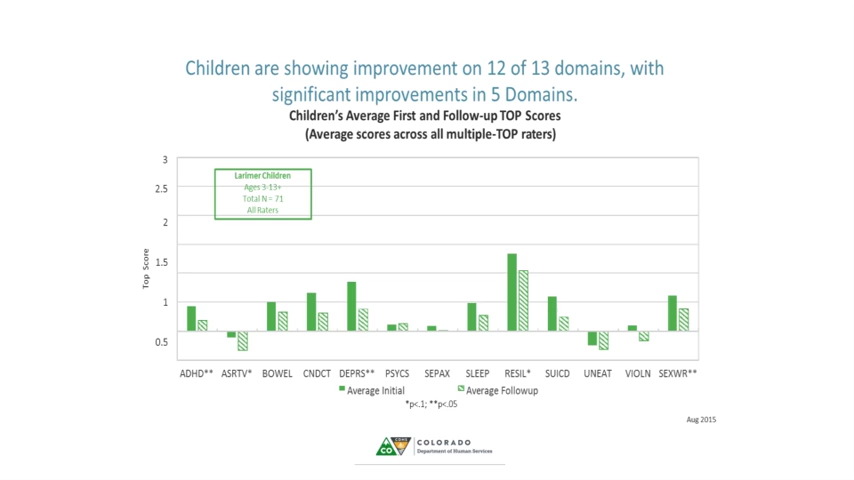 Children are showing improvement on 12 of 13 domains, with
significant improvements in 5 Domains.
Children's Average First and Follow-up TOP Scores
(Average scores across all multiple-TOP raters)
3
2.5
2
1.5
1
0.5
Top Score
Larimer Children
Ages 3-13+
Total N = 71
All Raters
ADHD** ASRTV* BOWEL CNDCT DEPRS** PSYCS SEPAX SLEEP RESIL* SUICD UNEAT VIOLN SEXWR**
Average Initial Average Followup
*p<.1; **p<.05
Aug 2015
CO
COLORADO
Department of Human Services